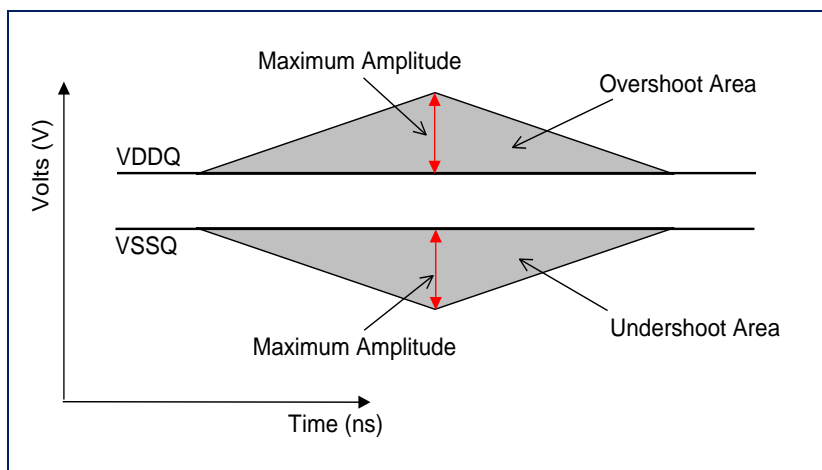 Maximum Amplitude
Overshoot Area
Volts (V)
VDDQ
VSSQ
Undershoot Area
Maximum Amplitude
Time (ns)